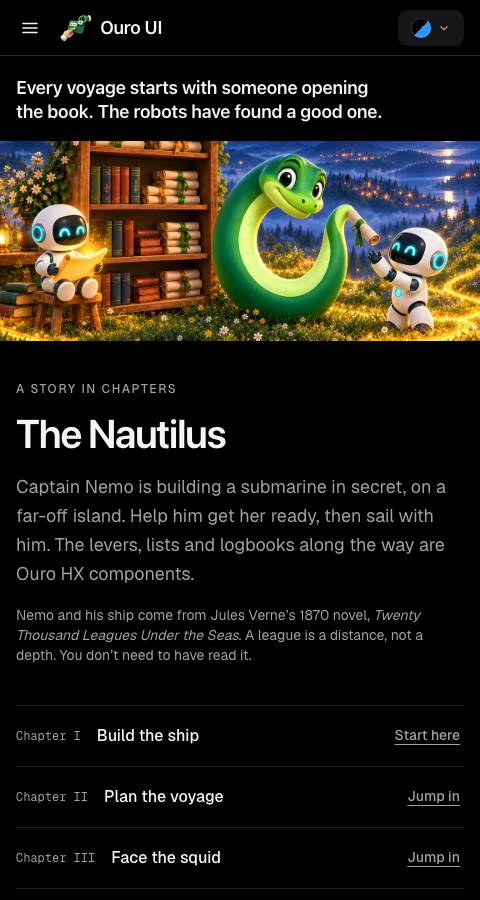 Ouro UI
Every voyage starts with someone opening
the book. The robots have found a good one.
A STORY IN CHAPTERS
The Nautilus
Captain Nemo is building a submarine in secret, on a
far-off island. Help him get her ready, then sail with
him. The levers, lists and logbooks along the way are
Ouro HX components.
Nemo and his ship come from Jules Verne’s 1870 novel, Twenty
Thousand Leagues Under the Seas. A league is a distance, not a
depth. You don’t need to have read it.
Chapter I Build the ship Start here
Chapter II Plan the voyage Jump in
Chapter III Face the squid Jump in